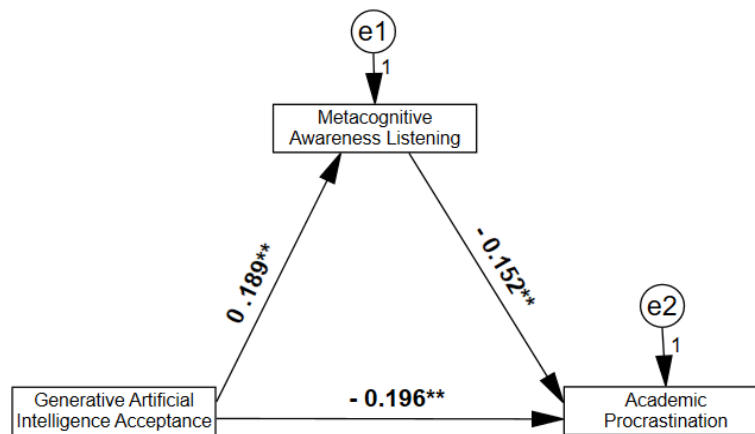 e1
1
Metacognitive
Awareness Listening
0 .189**
- 0.152**
e2
1
Generative Artificial
Intelligence Acceptance
- 0.196**
Academic
Procrastination